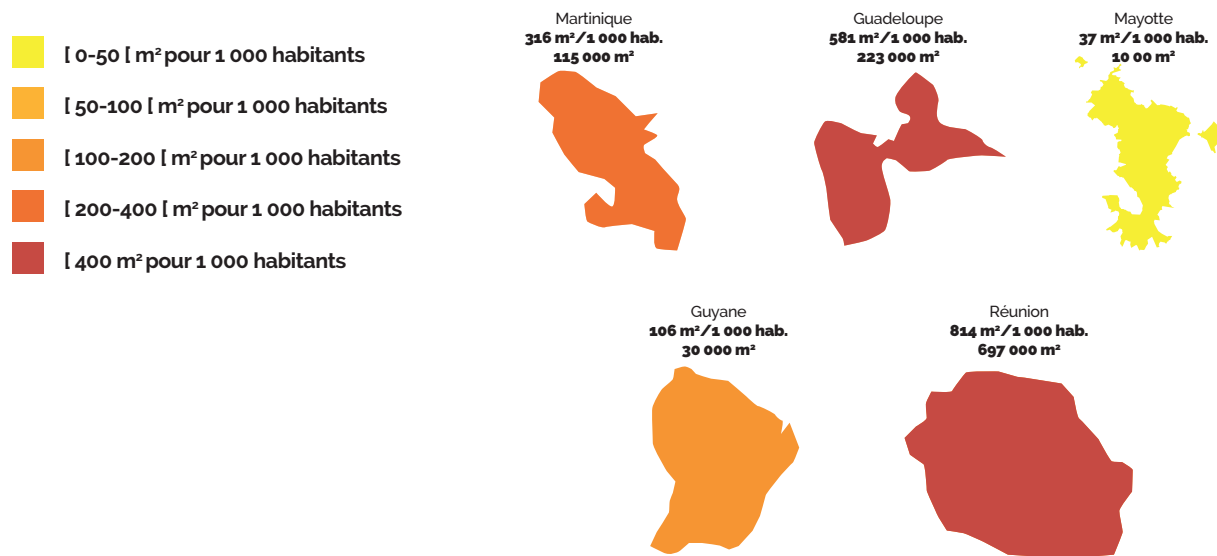 [ 0-50 [ m² pour 1 000 habitants
[ 50-100 [ m² pour 1 000 habitants
[ 100-200 [ m² pour 1 000 habitants
[ 200-400 [ m² pour 1 000 habitants
[ 400 m² pour 1 000 habitants
Martinique
316 m²/1 000 hab.
115 000 m²
Guadeloupe
581 m²/1 000 hab.
223 000 m²
Mayotte
37 m²/1 000 hab.
10 00 m²
Guyane
106 m²/1 000 hab.
30 000 m²
Réunion
814 m²/1 000 hab.
697 000 m²